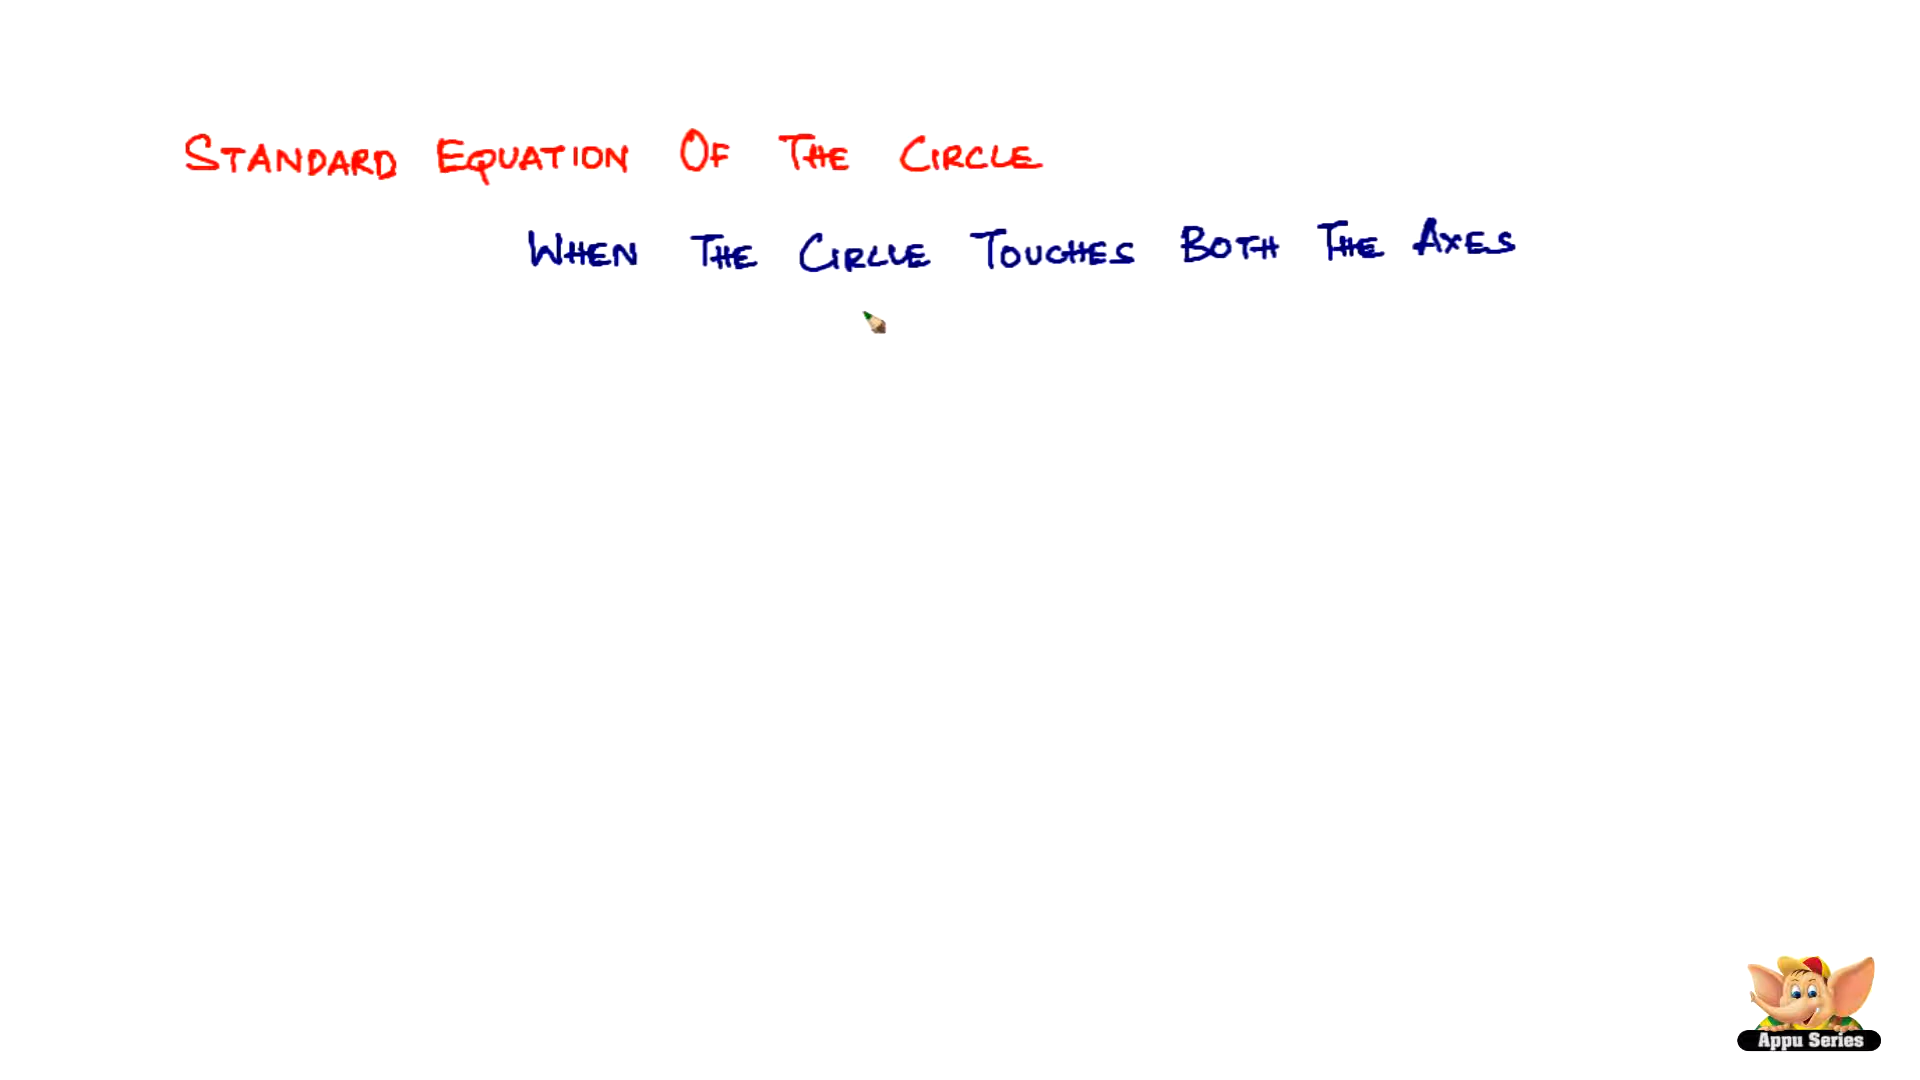 STANDARD EQUATION OF THE CIRCLE
WHEN THE CIRCLE TOUCHES BOTH THE AXES
Appu Series